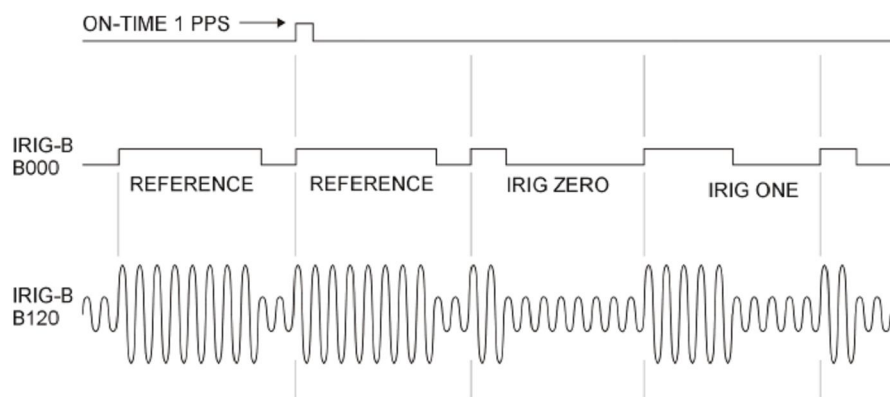 ON-TIME 1 PPS
IRIG-B
B000
REFERENCE
REFERENCE
IRIG ZERO
IRIG ONE
IRIG-B
B120